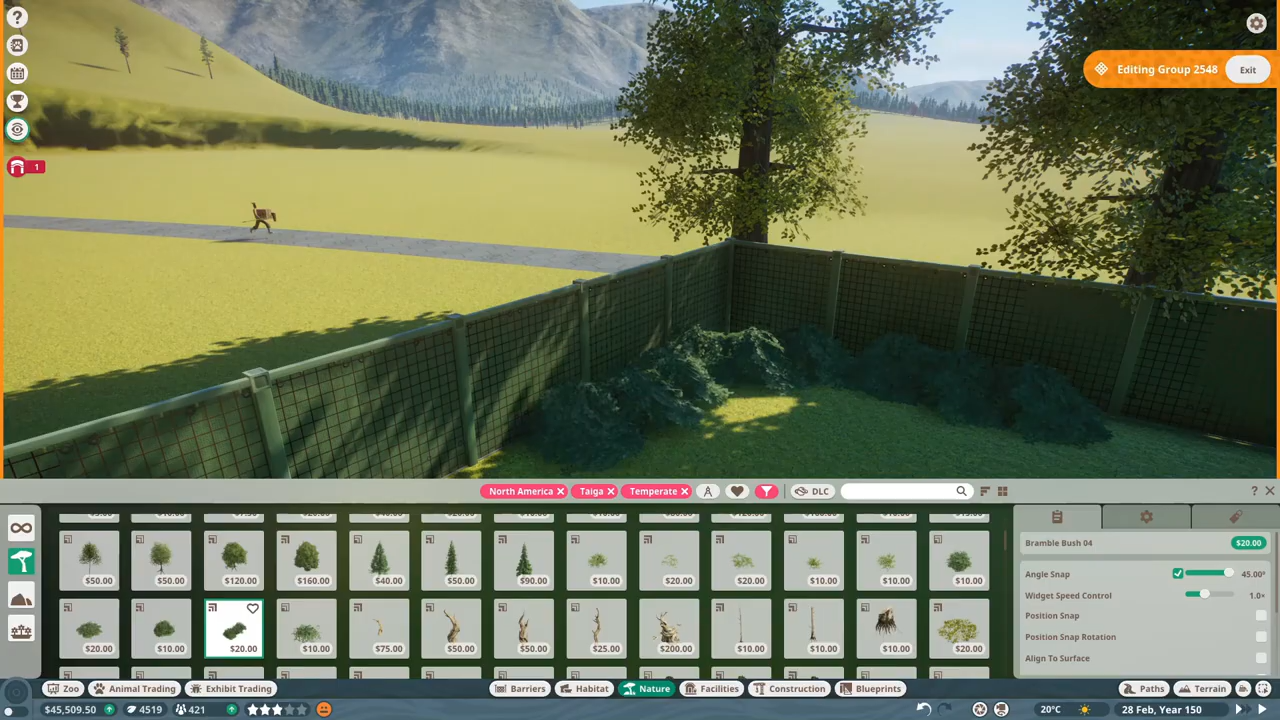 ?
Editing Group 2548 Exit
1
North America × Taiga × Temperate × DLC ? ×
$50.00 $50.00 $120.00 $160.00 $40.00 $50.00 $90.00 $10.00 $20.00 $20.00 $10.00 $10.00 $10.00
$20.00 $10.00 $20.00 $10.00 $75.00 $50.00 $50.00 $25.00 $200.00 $10.00 $10.00 $10.00 $20.00
Bramble Bush 04 $20.00
Angle Snap 45.00°
Widget Speed Control 1.0×
Position Snap
Position Snap Rotation
Align To Surface
Zoo Animal Trading Exhibit Trading Barriers Habitat Nature Facilities Construction Blueprints Paths Terrain
$45,509.50 4519 421 20°C 28 Feb, Year 150